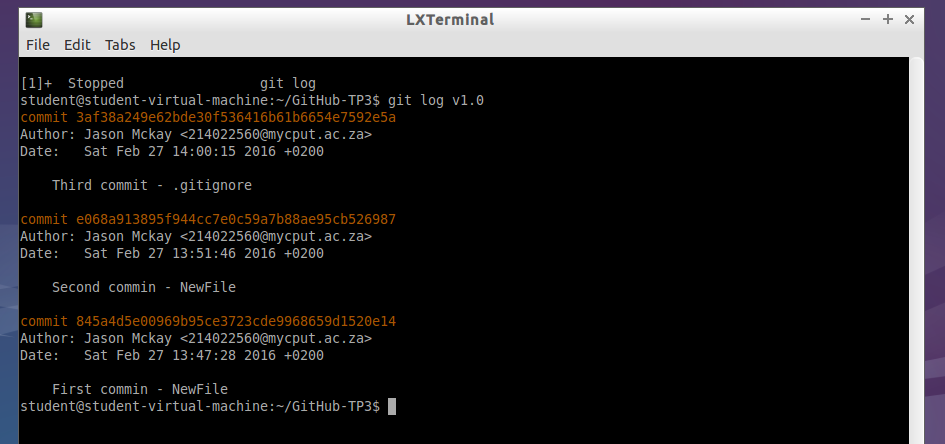 LXTerminal
File Edit Tabs Help
[1]+  Stopped                 git log
student@student-virtual-machine:~/GitHub-TP3$ git log v1.0
commit 3af38a249e62bde30f536416b61b6654e7592e5a
Author: Jason Mckay <214022560@mycput.ac.za>
Date:   Sat Feb 27 14:00:15 2016 +0200
    Third commit - .gitignore
commit e068a913895f944cc7e0c59a7b88ae95cb526987
Author: Jason Mckay <214022560@mycput.ac.za>
Date:   Sat Feb 27 13:51:46 2016 +0200
    Second commin - NewFile
commit 845a4d5e00969b95ce3723cde9968659d1520e14
Author: Jason Mckay <214022560@mycput.ac.za>
Date:   Sat Feb 27 13:47:28 2016 +0200
    First commin - NewFile
student@student-virtual-machine:~/GitHub-TP3$